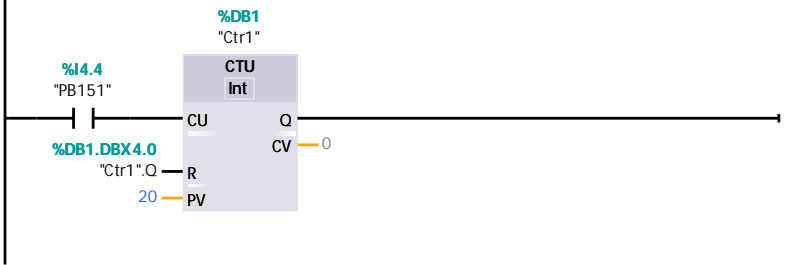 %DB1
"Ctr1"
%I4.4
"PB151"
CTU
Int
CU
Q
%DB1.DBX4.0
CV
0
"Ctr1".Q
R
20
PV